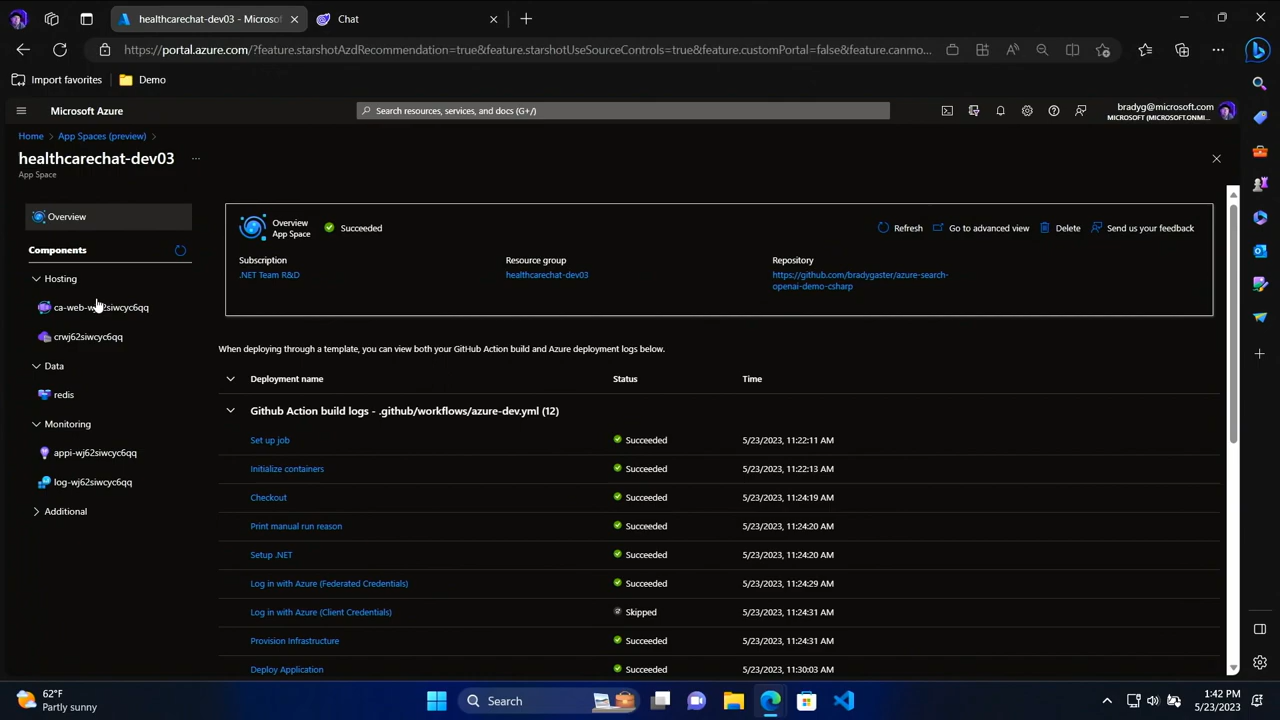 healthcarechat-dev03 - Microsof
Chat
https://portal.azure.com/?feature.starshotAzdRecommendation=true&feature.starshotUseSourceControls=true&feature.customPortal=false&feature.canmo...
Import favorites
Demo
Microsoft Azure
Search resources, services, and docs (G+/)
bradyg@microsoft.com
MICROSOFT (MICROSOFT.ONMI...
Home > App Spaces (preview) >
healthcarechat-dev03 ...
App Space
Overview
Components
Hosting
ca-web-wj62siwcyc6qq
crwj62siwcyc6qq
Data
redis
Monitoring
appi-wj62siwcyc6qq
log-wj62siwcyc6qq
Additional
Overview
App Space
Succeeded
Refresh
Go to advanced view
Delete
Send us your feedback
Subscription
.NET Team R&D
Resource group
healthcarechat-dev03
Repository
https://github.com/bradygaster/azure-search-
openai-demo-csharp
When deploying through a template, you can view both your GitHub Action build and Azure deployment logs below.
Deployment name Status Time
Github Action build logs - .github/workflows/azure-dev.yml (12)
Set up job Succeeded 5/23/2023, 11:22:11 AM
Initialize containers Succeeded 5/23/2023, 11:22:13 AM
Checkout Succeeded 5/23/2023, 11:24:19 AM
Print manual run reason Succeeded 5/23/2023, 11:24:20 AM
Setup .NET Succeeded 5/23/2023, 11:24:20 AM
Log in with Azure (Federated Credentials) Succeeded 5/23/2023, 11:24:29 AM
Log in with Azure (Client Credentials) Skipped 5/23/2023, 11:24:31 AM
Provision Infrastructure Succeeded 5/23/2023, 11:24:31 AM
Deploy Application Succeeded 5/23/2023, 11:30:03 AM
62°F
Partly sunny
Search
1:42 PM
5/23/2023